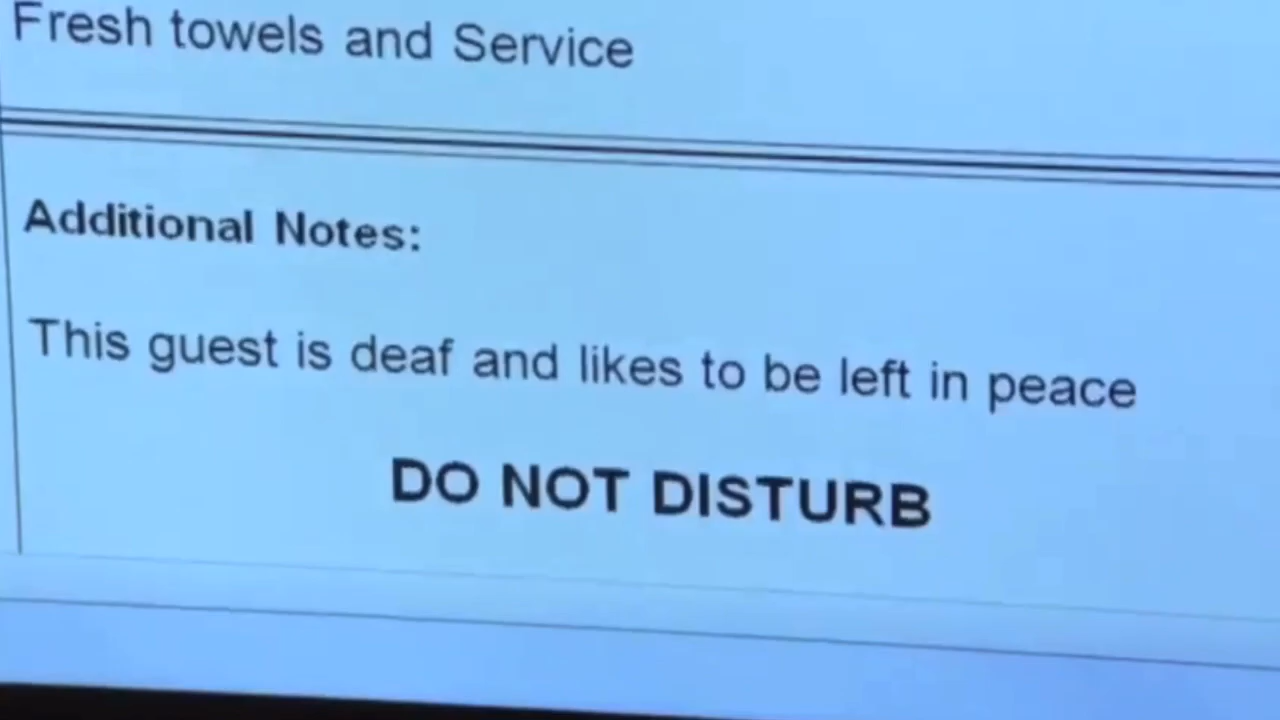 Fresh towels and Service
Additional Notes:
This guest is deaf and likes to be left in peace
DO NOT DISTURB